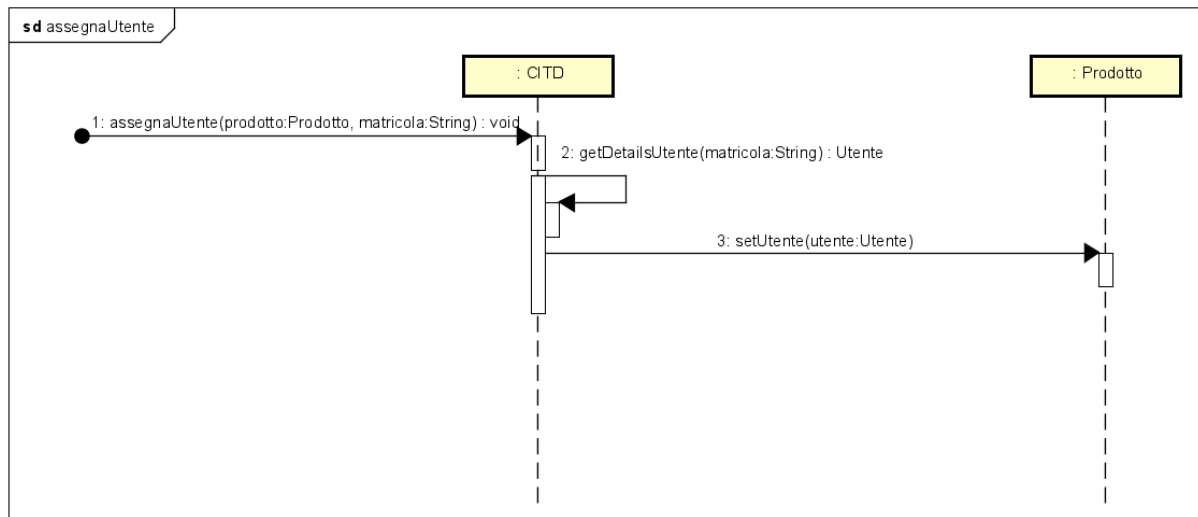 sd assegnaUtente
: CITD
: Prodotto
1: assegnaUtente(prodotto:Prodotto, matricola:String) : void
2: getDetailsUtente(matricola:String) : Utente
3: setUtente(utente:Utente)